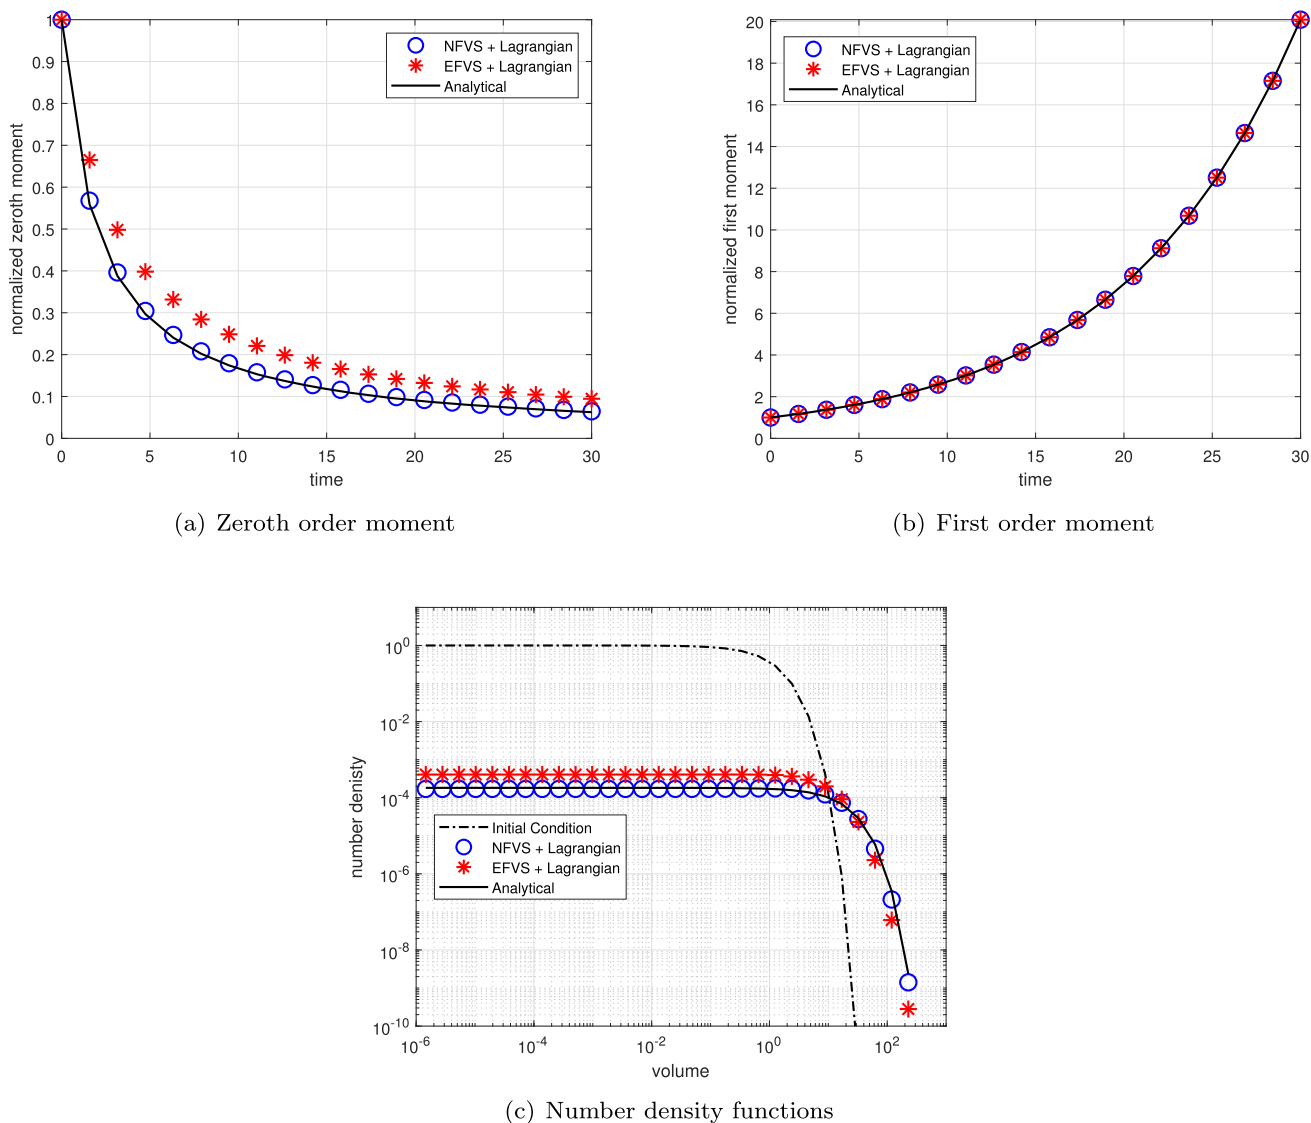 1
0.9
0.8
0.7
0.6
0.5
0.4
0.3
0.2
0.1
0
0 5 10 15 20 25 30
normalized zeroth moment
time
NFVS + Lagrangian
EFVS + Lagrangian
Analytical
(a) Zeroth order moment
20
18
16
14
12
10
8
6
4
2
0
0 5 10 15 20 25 30
normalized first moment
time
NFVS + Lagrangian
EFVS + Lagrangian
Analytical
(b) First order moment
10^0
10^-2
10^-4
10^-6
10^-8
10^-10
10^-6 10^-4 10^-2 10^0 10^2
number denisty
volume
Initial Condition
NFVS + Lagrangian
EFVS + Lagrangian
Analytical
(c) Number density functions